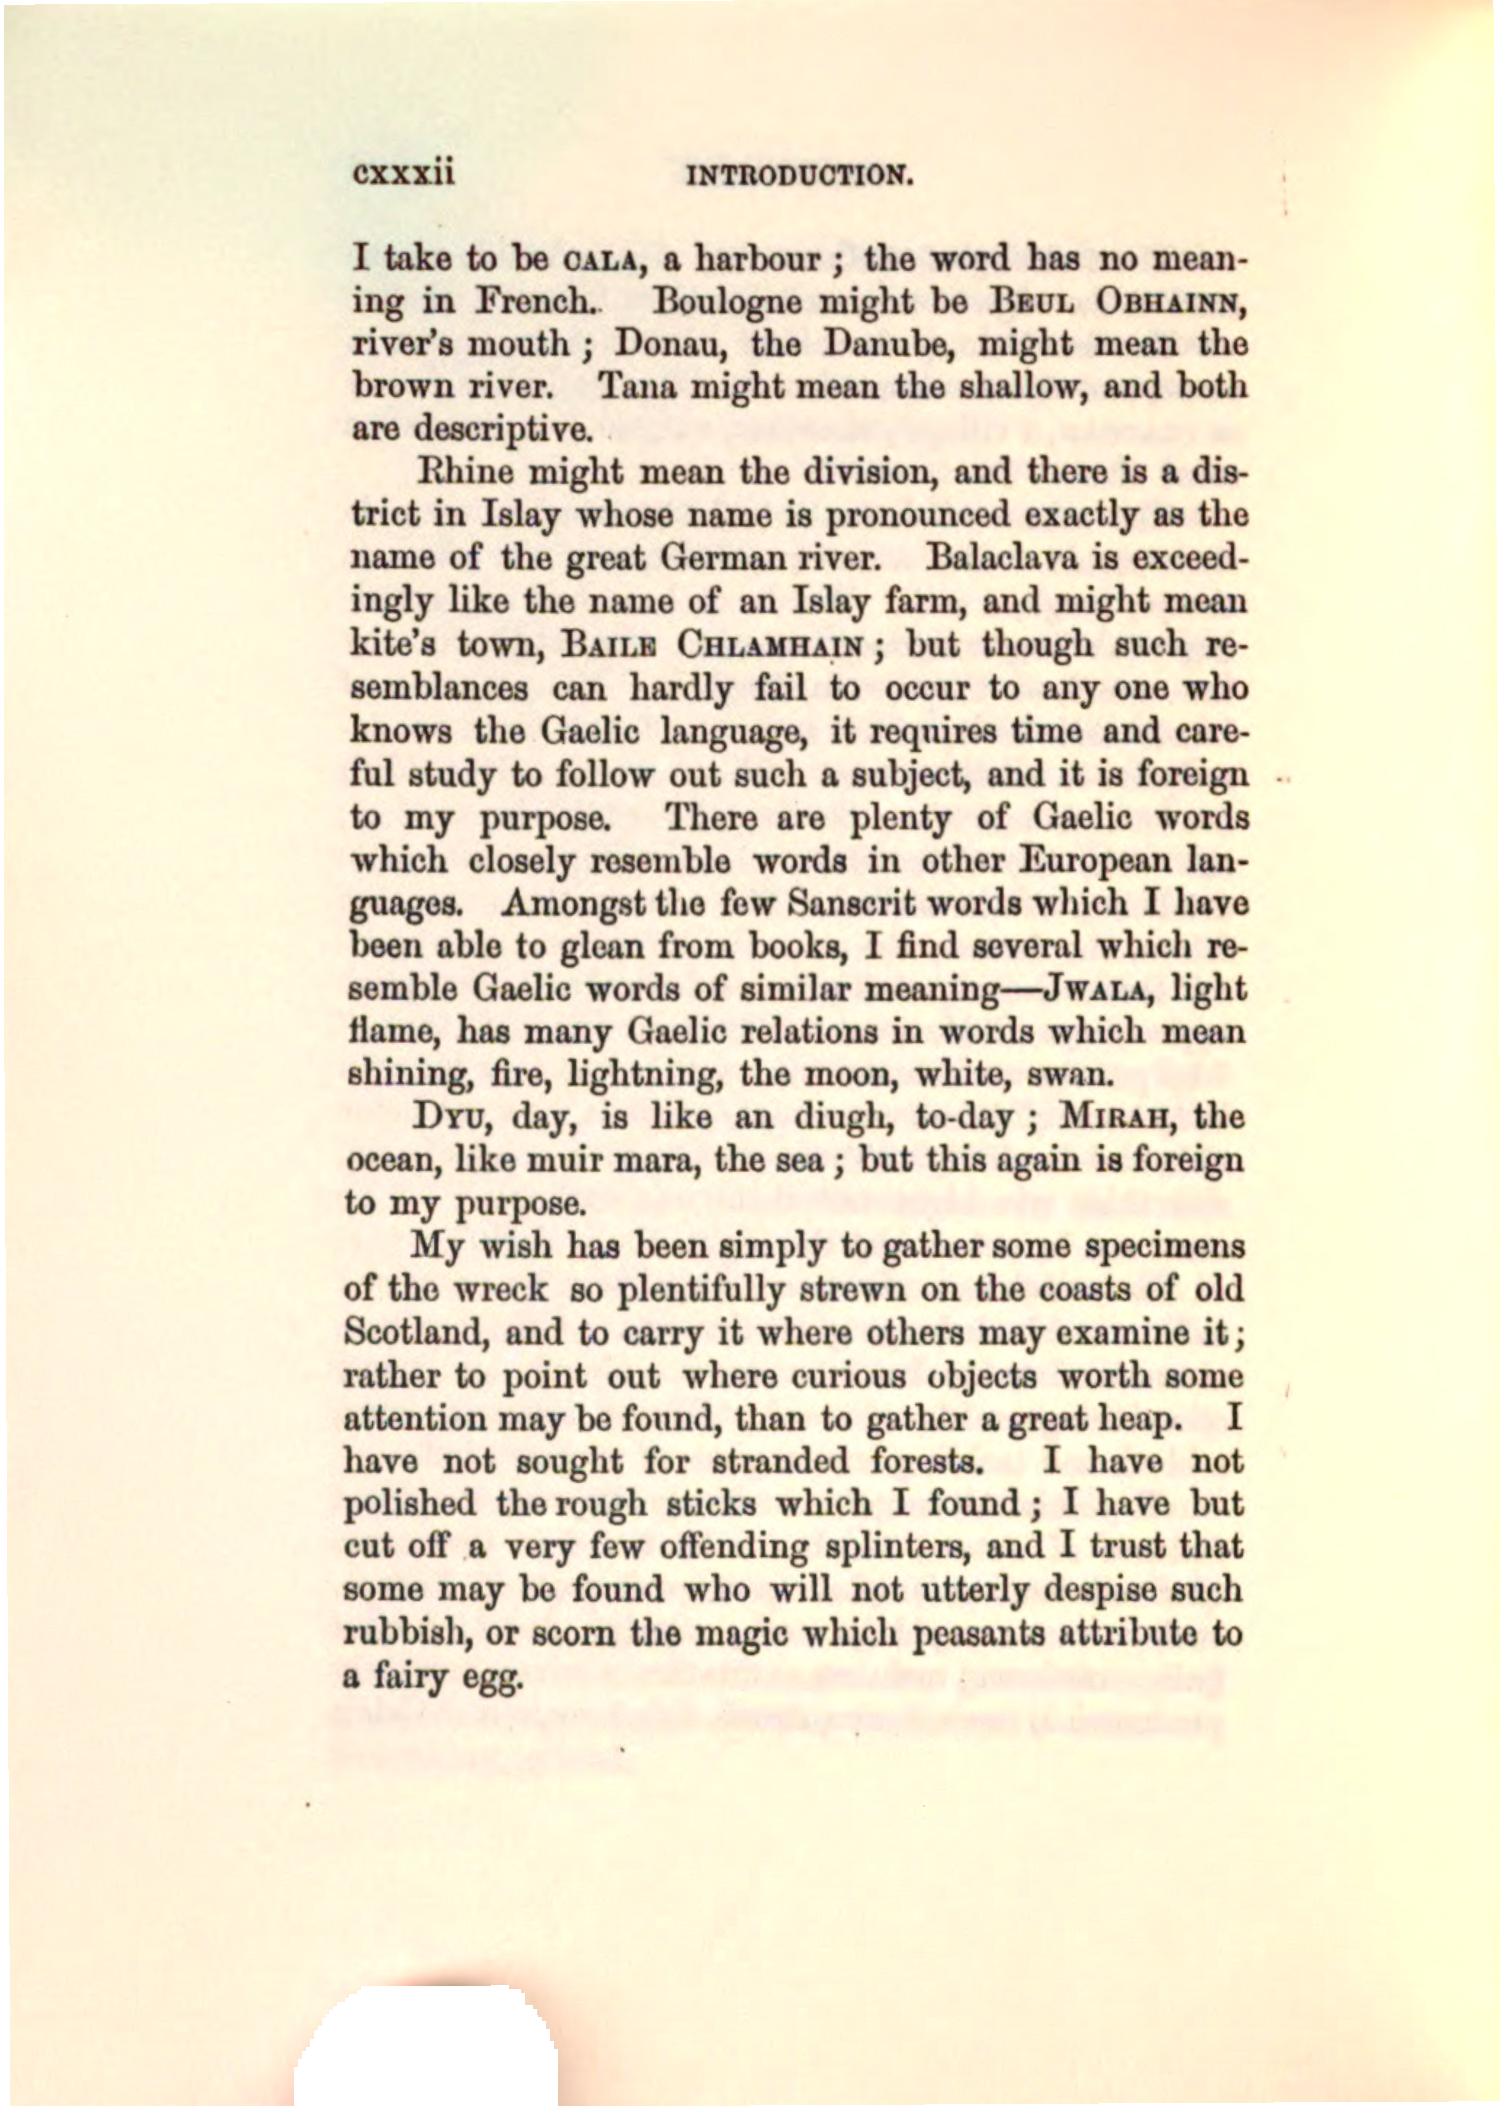 cxxxii INTRODUCTION.
I take to be CALA, a harbour ; the word has no mean-
ing in French. Boulogne might be BEUL OBHAINN,
river's mouth ; Donau, the Danube, might mean the
brown river. Tana might mean the shallow, and both
are descriptive.
Rhine might mean the division, and there is a dis-
trict in Islay whose name is pronounced exactly as the
name of the great German river. Balaclava is exceed-
ingly like the name of an Islay farm, and might mean
kite's town, BAILE CHLAMHAIN ; but though such re-
semblances can hardly fail to occur to any one who
knows the Gaelic language, it requires time and care-
ful study to follow out such a subject, and it is foreign
to my purpose. There are plenty of Gaelic words
which closely resemble words in other European lan-
guages. Amongst the few Sanscrit words which I have
been able to glean from books, I find several which re-
semble Gaelic words of similar meaning—JWALA, light
flame, has many Gaelic relations in words which mean
shining, fire, lightning, the moon, white, swan.
DYU, day, is like an diugh, to-day ; MIRAH, the
ocean, like muir mara, the sea ; but this again is foreign
to my purpose.
My wish has been simply to gather some specimens
of the wreck so plentifully strewn on the coasts of old
Scotland, and to carry it where others may examine it ;
rather to point out where curious objects worth some
attention may be found, than to gather a great heap. I
have not sought for stranded forests. I have not
polished the rough sticks which I found ; I have but
cut off a very few offending splinters, and I trust that
some may be found who will not utterly despise such
rubbish, or scorn the magic which peasants attribute to
a fairy egg.